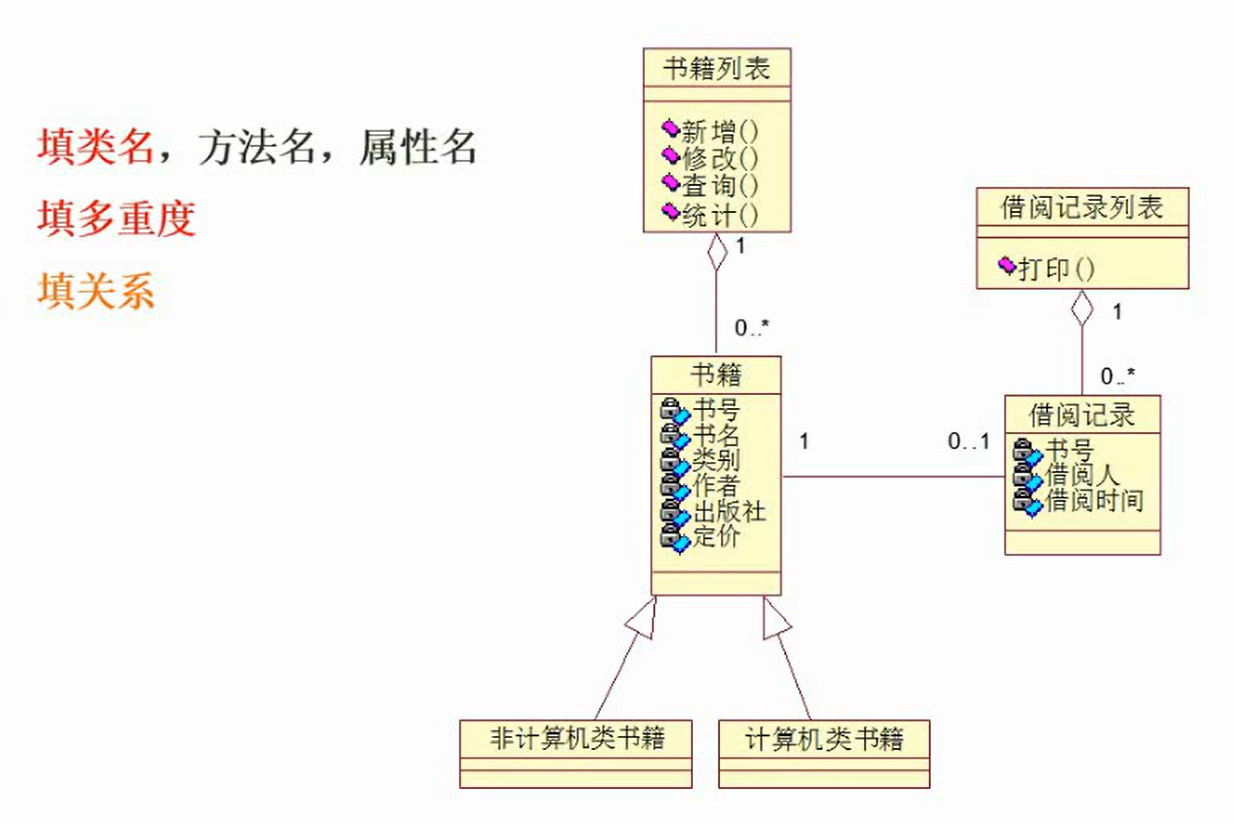 填类名，方法名，属性名
填多重度
填关系
书籍列表
新增()
修改()
查询()
统计()
1
0..*
借阅记录列表
打印()
1
0..*
书籍
书号
书名
类别
作者
出版社
定价
1
0..1
借阅记录
书号
借阅人
借阅时间
非计算机类书籍
计算机类书籍